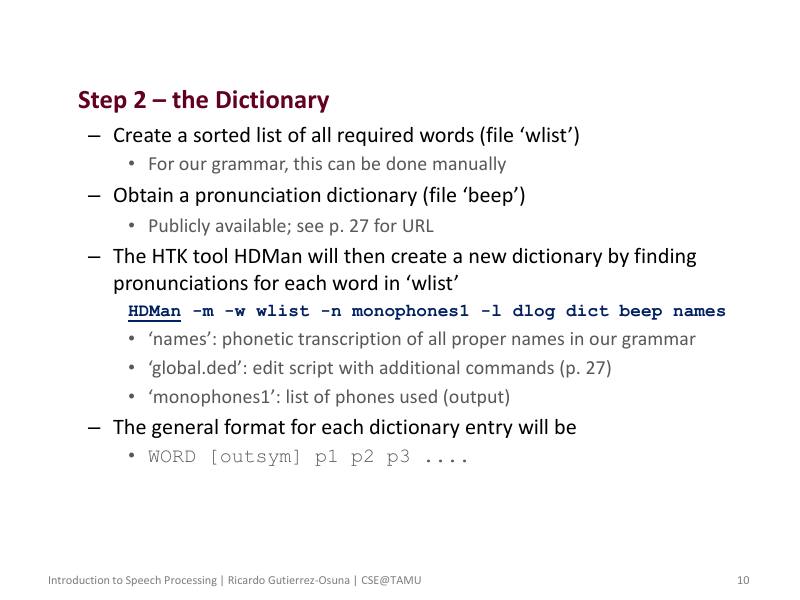 Step 2 – the Dictionary
– Create a sorted list of all required words (file ‘wlist’)
• For our grammar, this can be done manually
– Obtain a pronunciation dictionary (file ‘beep’)
• Publicly available; see p. 27 for URL
– The HTK tool HDMan will then create a new dictionary by finding
pronunciations for each word in ‘wlist’
HDMan -m -w wlist -n monophones1 -l dlog dict beep names
• ‘names’: phonetic transcription of all proper names in our grammar
• ‘global.ded’: edit script with additional commands (p. 27)
• ‘monophones1’: list of phones used (output)
– The general format for each dictionary entry will be
• WORD [outsym] p1 p2 p3 ....
Introduction to Speech Processing | Ricardo Gutierrez-Osuna | CSE@TAMU
10